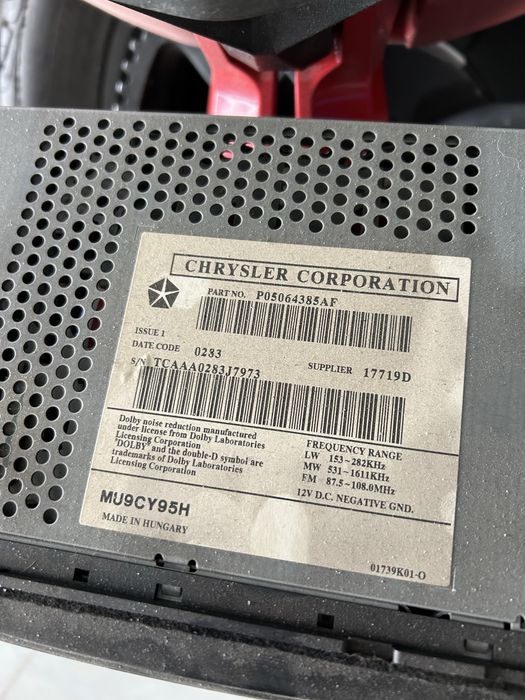 CHRYSLER CORPORATION
PART NO. P05064385AF
ISSUE 1
DATE CODE 0283 SUPPLIER 17719D
S/N TCAAA0283J7973
Dolby noise reduction manufactured
under license from Dolby Laboratories
Licensing Corporation
"DOLBY" and the double-D symbol are
trademarks of Dolby Laboratories
Licensing Corporation
FREQUENCY RANGE
LW 153~282KHz
MW 531~1611KHz
FM 87.5~108.0MHz
12V D.C. NEGATIVE GND.
MU9CY95H
MADE IN HUNGARY
01739K01-O